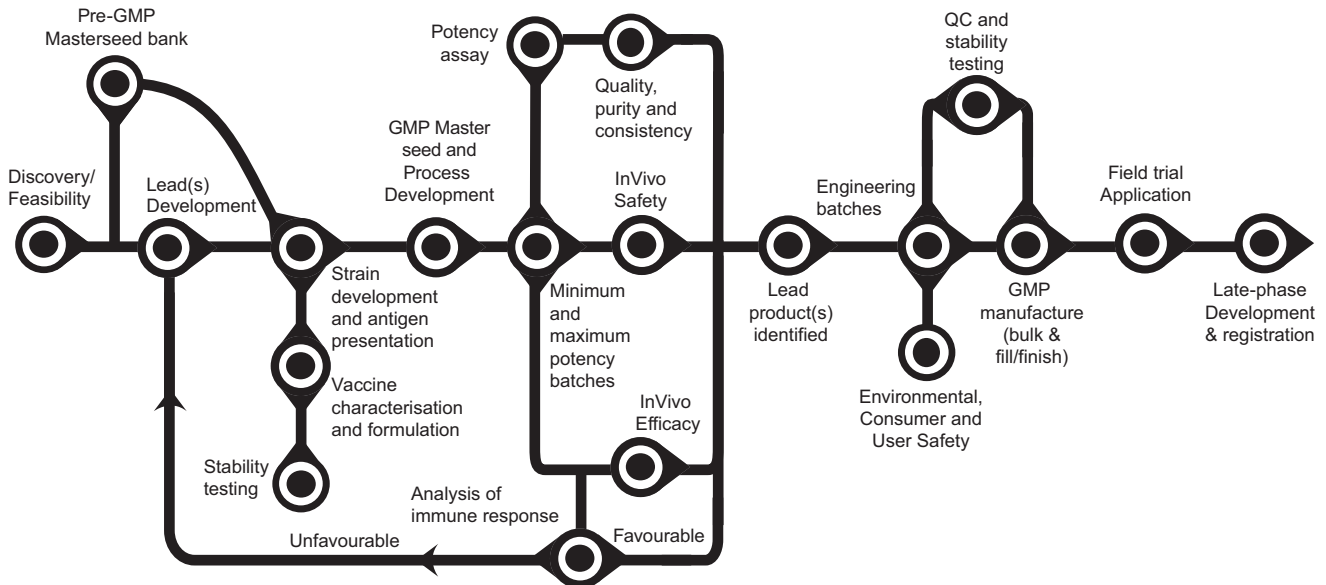 Pre-GMP
Masterseed bank
Discovery/
Feasibility
Lead(s)
Development
Strain
development
and antigen
presentation
Vaccine
characterisation
and formulation
Stability
testing
GMP Master
seed and
Process
Development
Potency
assay
Quality,
purity and
consistency
InVivo
Safety
Minimum
and
maximum
potency
batches
InVivo
Efficacy
Analysis of
immune response
Unfavourable
Favourable
Lead
product(s)
identified
Engineering
batches
QC and
stability
testing
Environmental,
Consumer and
User Safety
GMP
manufacture
(bulk &
fill/finish)
Field trial
Application
Late-phase
Development
& registration